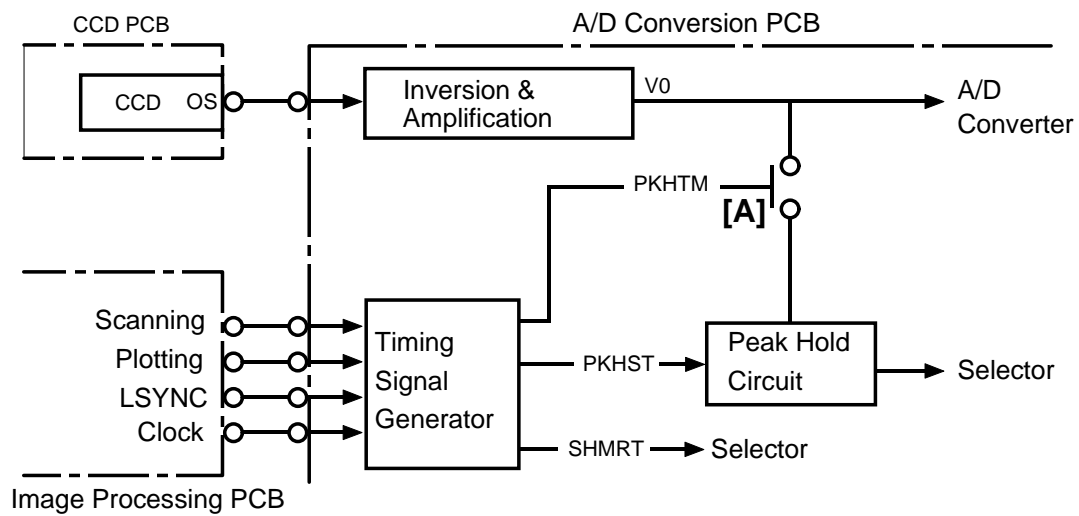 CCD PCB
A/D Conversion PCB
CCD OS
Inversion &
Amplification
V0
A/D
Converter
PKHTM
[A]
Scanning
Plotting
LSYNC
Clock
Timing
Signal
Generator
PKHST
Peak Hold
Circuit
Selector
SHMRT
Selector
Image Processing PCB